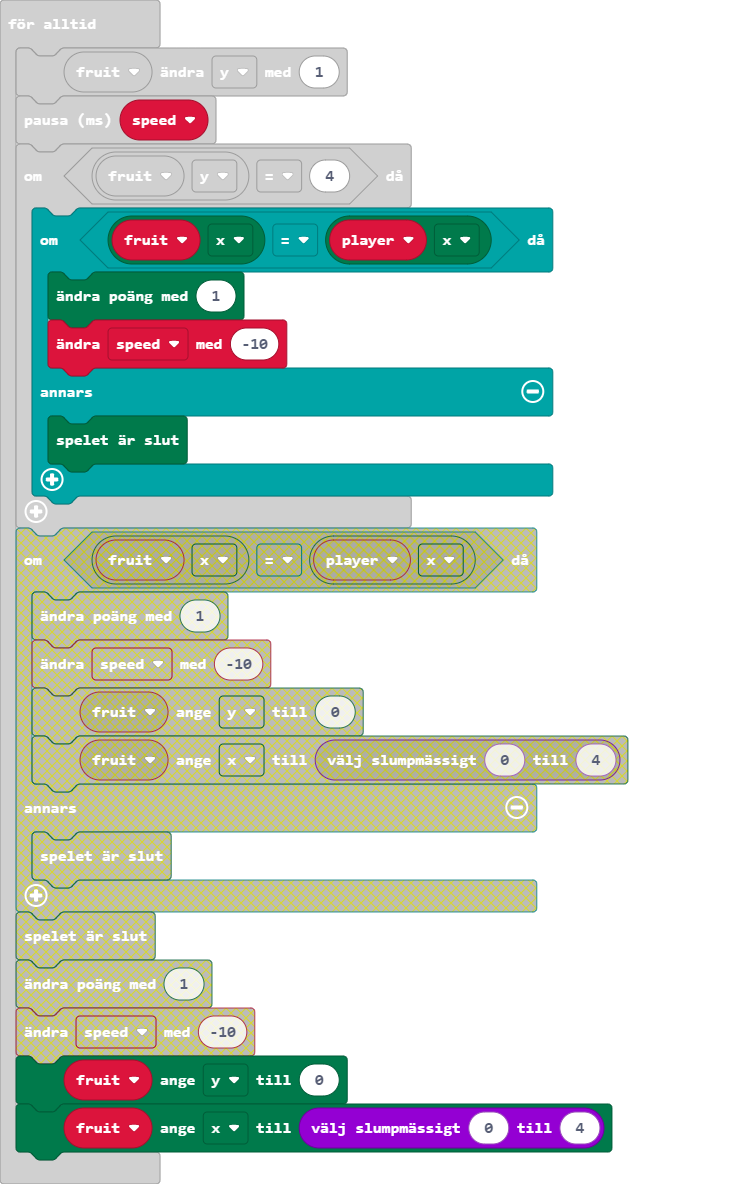 för alltid
fruit ändra y med 1
pausa (ms) speed
om fruit y = 4 då
om fruit x = player x då
ändra poäng med 1
ändra speed med -10
annars
spelet är slut
om fruit x = player x då
ändra poäng med 1
ändra speed med -10
fruit ange y till 0
fruit ange x till välj slumpmässigt 0 till 4
annars
spelet är slut
spelet är slut
ändra poäng med 1
ändra speed med -10
fruit ange y till 0
fruit ange x till välj slumpmässigt 0 till 4